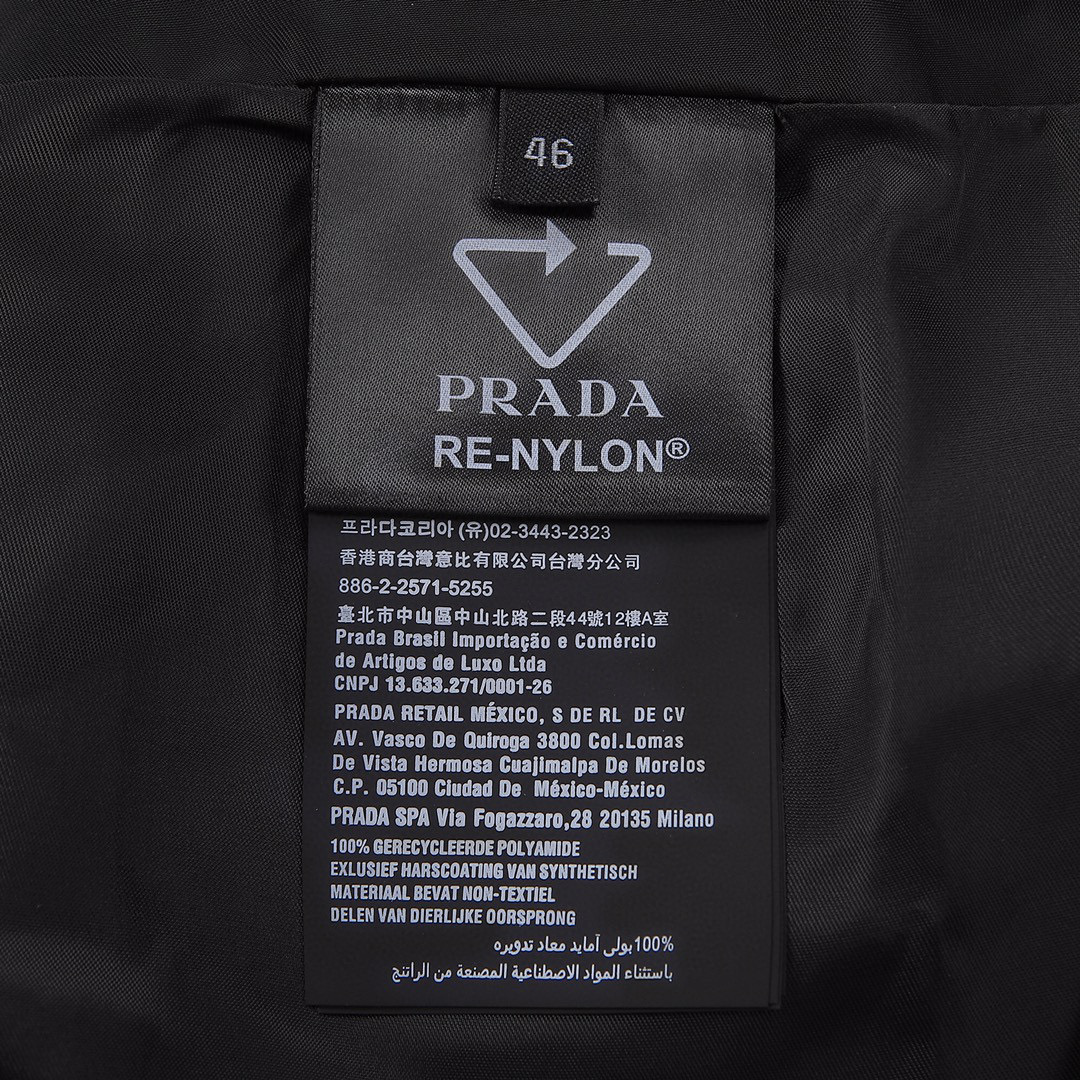 46
PRADA
RE-NYLON®
프라다코리아 (유)02-3443-2323
香港商台灣意比有限公司台灣分公司
886-2-2571-5255
臺北市中山區中山北路二段44號12樓A室
Prada Brasil Importação e Comércio
de Artigos de Luxo Ltda
CNPJ 13.633.271/0001-26
PRADA RETAIL MÉXICO, S DE RL DE CV
AV. Vasco De Quiroga 3800 Col.Lomas
De Vista Hermosa Cuajimalpa De Morelos
C.P. 05100 Ciudad De México-México
PRADA SPA Via Fogazzaro,28 20135 Milano
100% GERECYCLEERDE POLYAMIDE
EXLUSIEF HARSCOATING VAN SYNTHETISCH
MATERIAAL BEVAT NON-TEXTIEL
DELEN VAN DIERLIJKE OORSPRONG
100%بولى آمايد معاد تدويره
باستثناء المواد الاصطناعية المصنعة من الراتنج